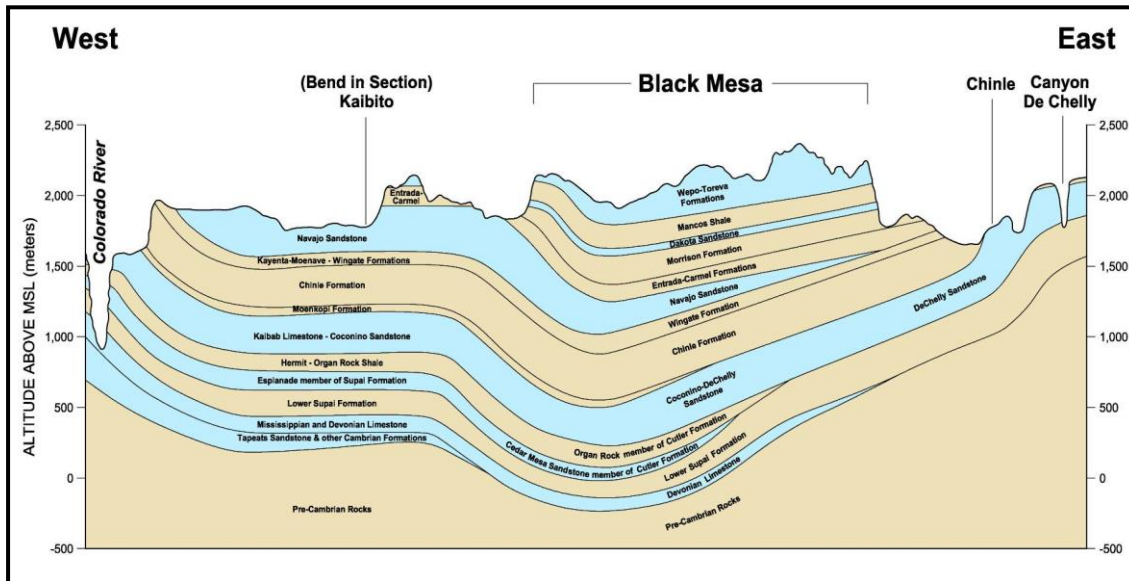 West
East
(Bend in Section)
Kaibito
Black Mesa
Chinle
Canyon
De Chelly
ALTITUDE ABOVE MSL (meters)
2,500
2,000
1,500
1,000
500
0
-500
2,500
2,000
1,500
1,000
500
0
-500
Colorado River
Entrada-
Carmel
Navajo Sandstone
Kayenta-Moenave - Wingate Formations
Chinle Formation
Moenkopi Formation
Kaibab Limestone - Coconino Sandstone
Hermit - Organ Rock Shale
Esplanade member of Supai Formation
Lower Supai Formation
Mississippian and Devonian Limestone
Tapeats Sandstone & other Cambrian Formations
Pre-Cambrian Rocks
Wepo-Toreva
Formations
Mancos Shale
Dakota Sandstone
Morrison Formation
Entrada-Carmel Formations
Navajo Sandstone
Wingate Formation
Chinle Formation
DeChelly Sandstone
Coconino-DeChelly
Sandstone
Organ Rock member of Cutler Formation
Cedar Mesa Sandstone member of Cutler Formation
Lower Supai Formation
Devonian Limestone
Pre-Cambrian Rocks